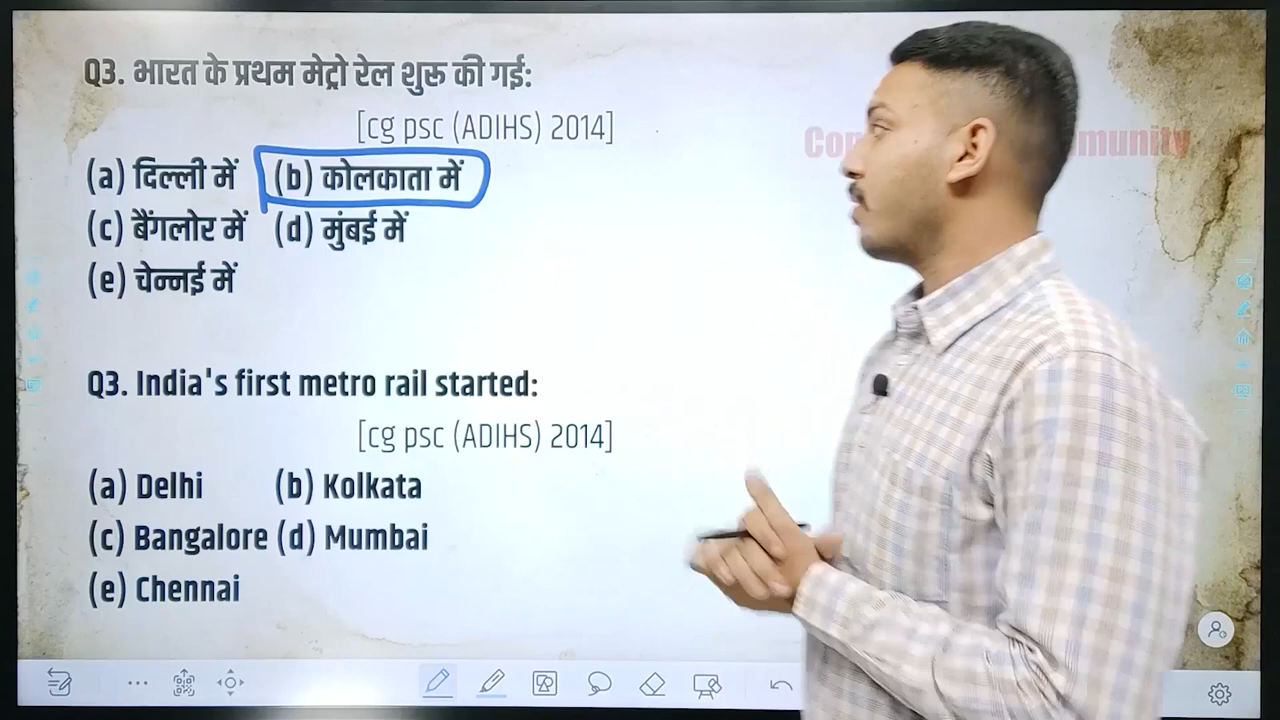 Q3. भारत के प्रथम मेट्रो रेल शुरू की गई:
[cg psc (ADIHS) 2014]
(a) दिल्ली में (b) कोलकाता में
(c) बैंगलोर में (d) मुंबई में
(e) चेन्नई में
Q3. India's first metro rail started:
[cg psc (ADIHS) 2014]
(a) Delhi (b) Kolkata
(c) Bangalore (d) Mumbai
(e) Chennai